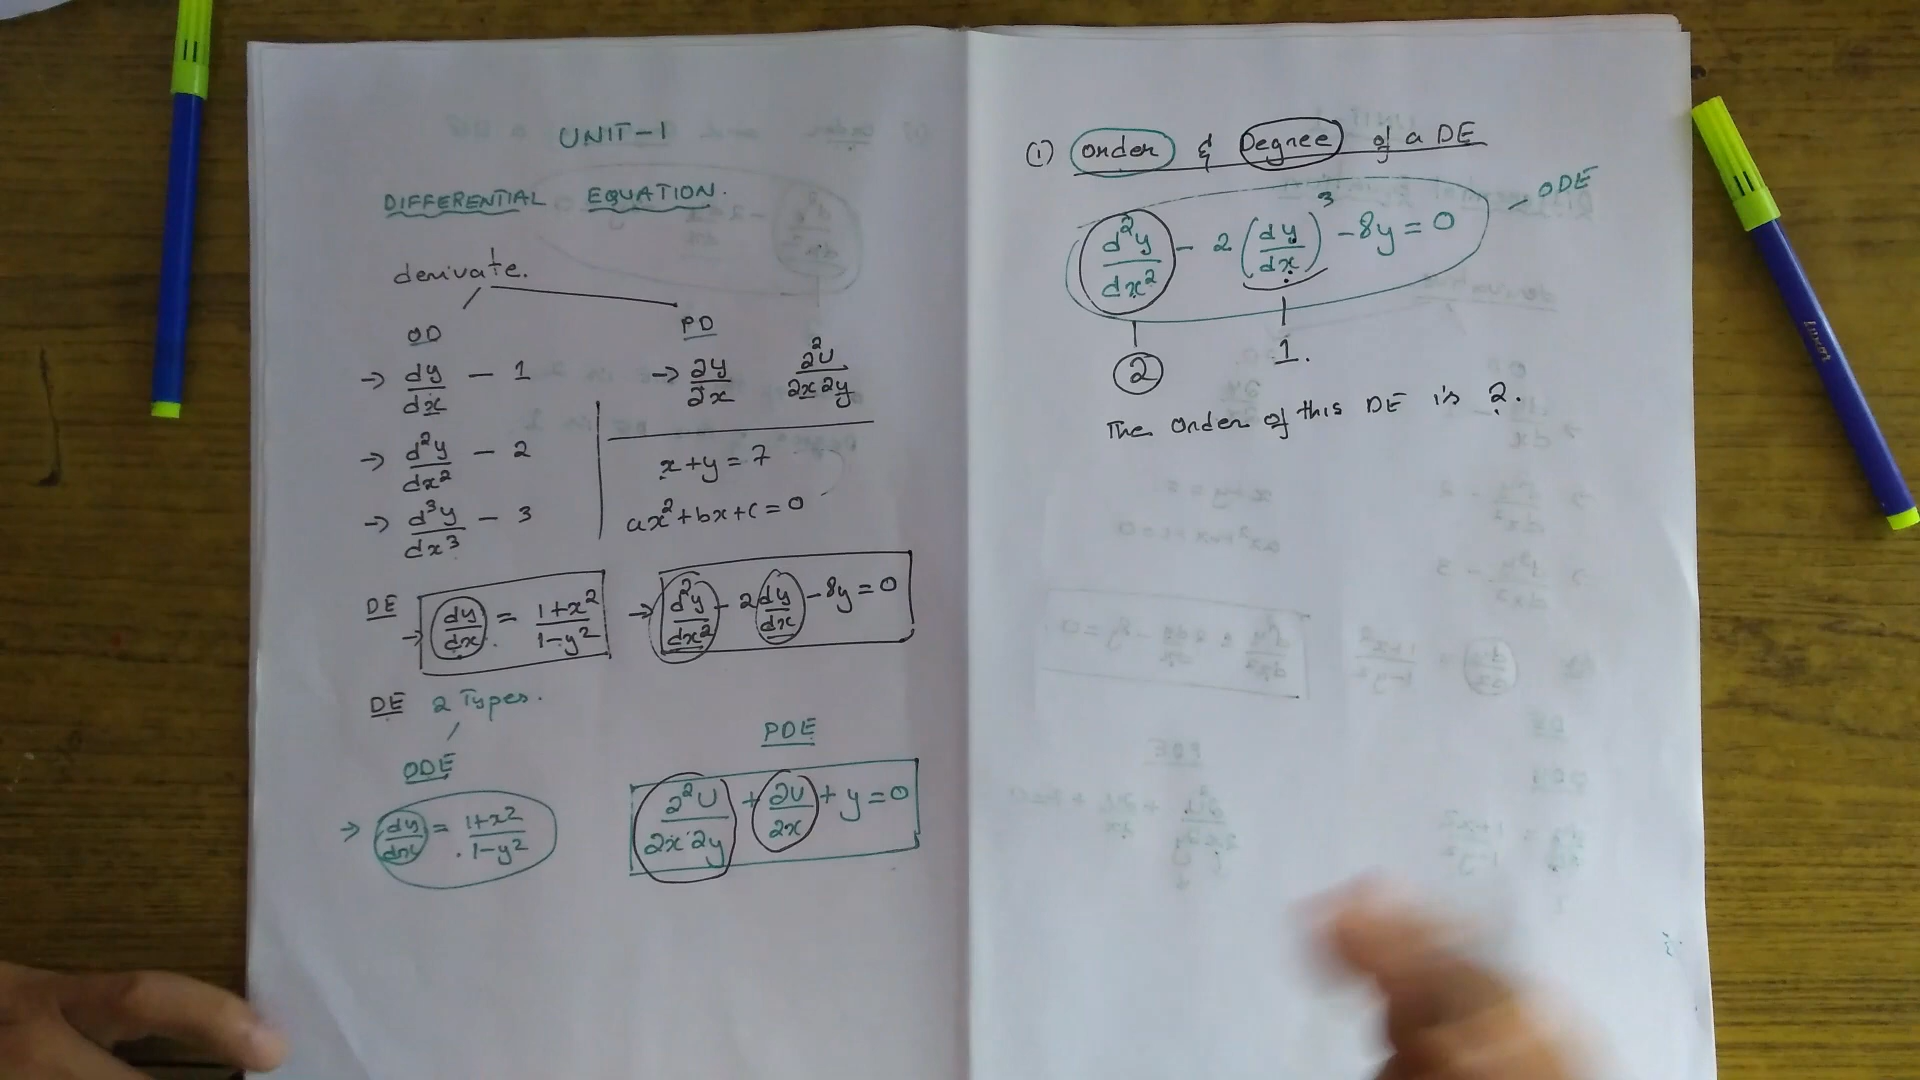 UNIT-1
DIFFERENTIAL EQUATION.
derivate.
OD
PD
→ dy/dx - 1
→ ∂y/∂x ∂²U/∂x∂y
→ d²y/dx² - 2
→ d³y/dx³ - 3
x+y=7
ax²+bx+c=0
DE
→ dy/dx = 1+x²/1-y²
→ d²y/dx² - 2 dy/dx - 8y = 0
DE 2 Types.
ODE
PDE
→ dy/dx = 1+x²/1-y²
∂²U/∂x∂y + ∂U/∂x + y = 0
(1) Order & Degree of a DE
d²y/dx² - 2 (dy/dx)³ - 8y = 0 - ODE
2 1.
The Order of this DE is 2.
Luxor